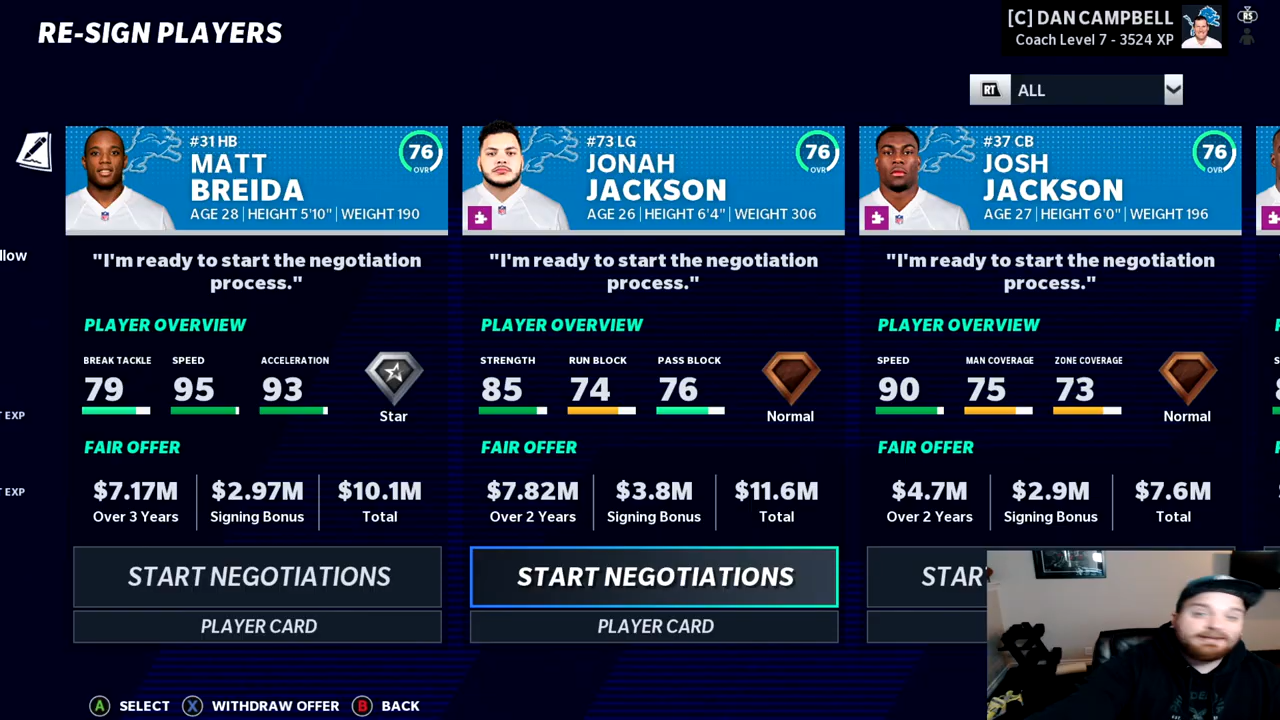 RE-SIGN PLAYERS
[C] DAN CAMPBELL
Coach Level 7 - 3524 XP
RS
RT ALL
#31 HB
MATT
BREIDA
AGE 28 | HEIGHT 5'10" | WEIGHT 190
76
OVR
#73 LG
JONAH
JACKSON
AGE 26 | HEIGHT 6'4" | WEIGHT 306
76
OVR
#37 CB
JOSH
JACKSON
AGE 27 | HEIGHT 6'0" | WEIGHT 196
76
OVR
llow
"I'm ready to start the negotiation
process."
"I'm ready to start the negotiation
process."
"I'm ready to start the negotiation
process."
PLAYER OVERVIEW
BREAK TACKLE SPEED ACCELERATION
79 95 93
Star
PLAYER OVERVIEW
STRENGTH RUN BLOCK PASS BLOCK
85 74 76
Normal
PLAYER OVERVIEW
SPEED MAN COVERAGE ZONE COVERAGE
90 75 73
Normal
T EXP
T EXP
FAIR OFFER
$7.17M $2.97M $10.1M
Over 3 Years Signing Bonus Total
FAIR OFFER
$7.82M $3.8M $11.6M
Over 2 Years Signing Bonus Total
FAIR OFFER
$4.7M $2.9M $7.6M
Over 2 Years Signing Bonus Total
START NEGOTIATIONS
PLAYER CARD
START NEGOTIATIONS
PLAYER CARD
STAR
A SELECT X WITHDRAW OFFER B BACK